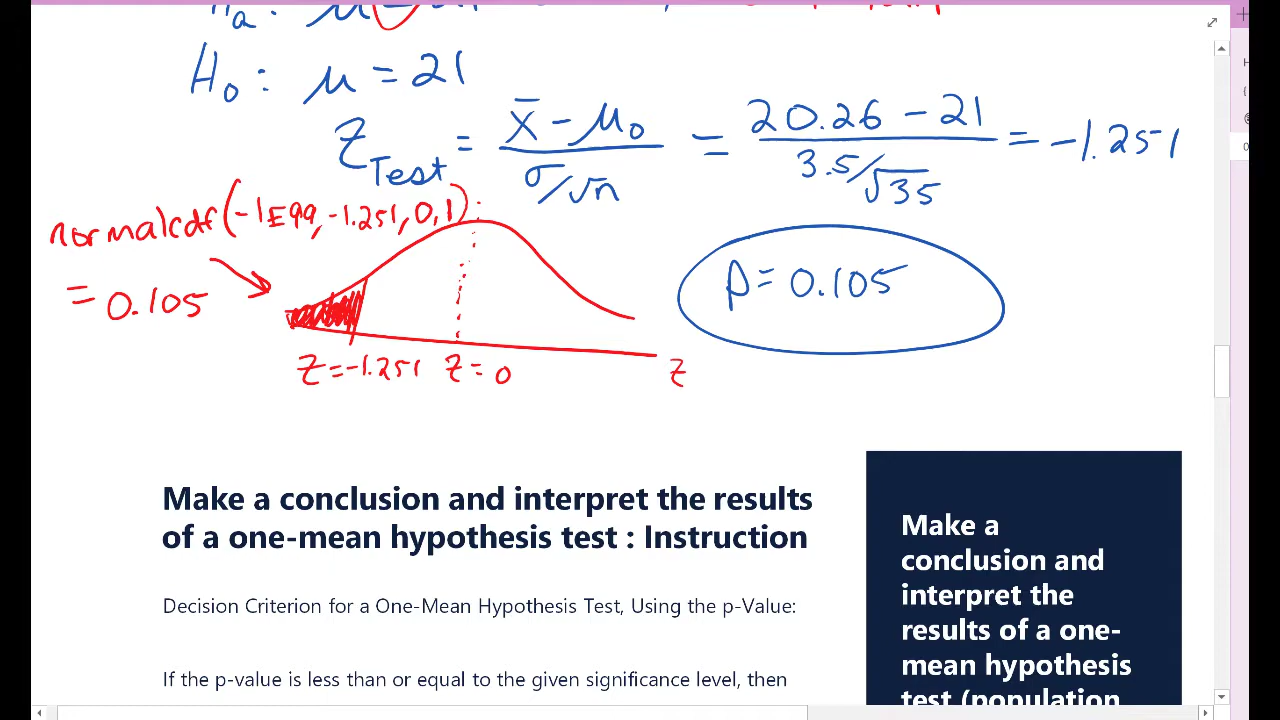 H₀ : μ = 21
Z_Test = x̄ − μ₀ / σ/√n = 20.26 − 21 / 3.5/√35 = −1.251
normalcdf(−1E99, −1.251, 0, 1)
= 0.105
p = 0.105
Z = −1.251 Z = 0 Z
Make a conclusion and interpret the results
of a one-mean hypothesis test : Instruction
Decision Criterion for a One-Mean Hypothesis Test, Using the p-Value:
If the p-value is less than or equal to the given significance level, then
Make a
conclusion and
interpret the
results of a one-
mean hypothesis
test (population